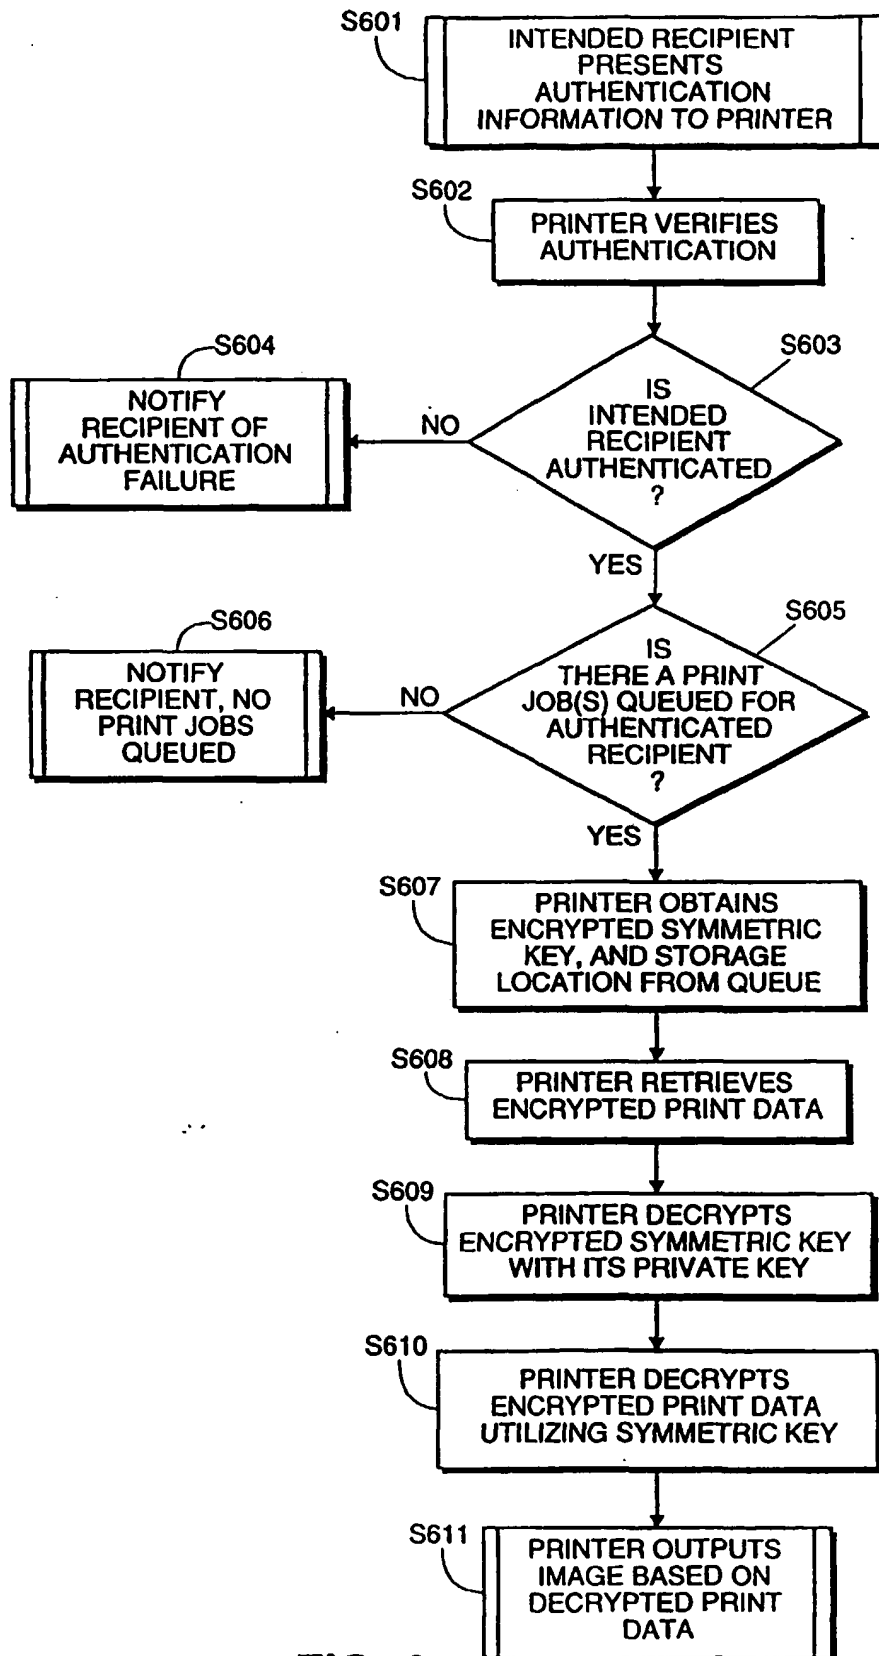 S601
INTENDED RECIPIENT
PRESENTS
AUTHENTICATION
INFORMATION TO PRINTER
S602
PRINTER VERIFIES
AUTHENTICATION
S603
IS
INTENDED
RECIPIENT
AUTHENTICATED
?
NO
S604
NOTIFY
RECIPIENT OF
AUTHENTICATION
FAILURE
YES
S605
IS
THERE A PRINT
JOB(S) QUEUED FOR
AUTHENTICATED
RECIPIENT
?
NO
S606
NOTIFY
RECIPIENT, NO
PRINT JOBS
QUEUED
YES
S607
PRINTER OBTAINS
ENCRYPTED SYMMETRIC
KEY, AND STORAGE
LOCATION FROM QUEUE
S608
PRINTER RETRIEVES
ENCRYPTED PRINT DATA
S609
PRINTER DECRYPTS
ENCRYPTED SYMMETRIC KEY
WITH ITS PRIVATE KEY
S610
PRINTER DECRYPTS
ENCRYPTED PRINT DATA
UTILIZING SYMMETRIC KEY
S611
PRINTER OUTPUTS
IMAGE BASED ON
DECRYPTED PRINT
DATA